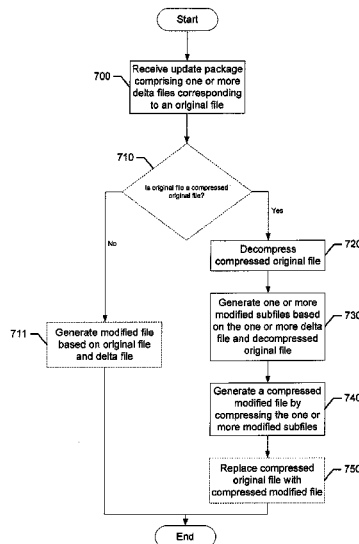 Start
700
Receive update package
comprising one or more
delta files corresponding
to an original file
710
Is original file a compressed
original file?
No
Yes
720
Decompress
compressed original file
711
Generate modified file
based on original file
and delta file
730
Generate one or more
modified subfiles based
on the one or more delta
file and decompressed
original file
740
Generate a compressed
modified file by
compressing the one or
more modified subfiles
750
Replace compressed
original file with
compressed modified file
End